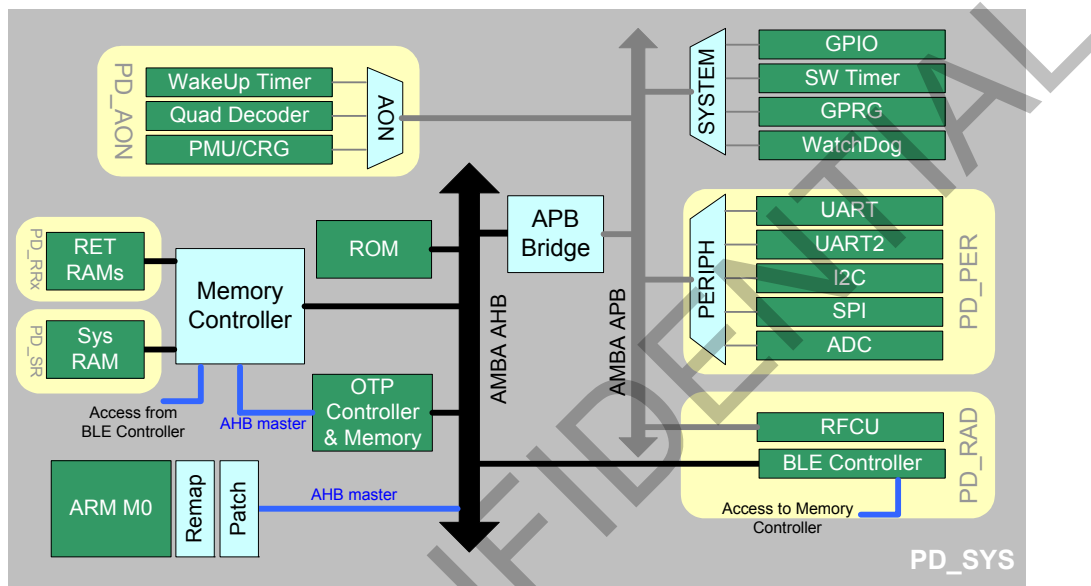 PD_AON
WakeUp Timer
Quad Decoder
PMU/CRG
AON
SYSTEM
GPIO
SW Timer
GPRG
WatchDog
PD_RRx
RET
RAMs
PD_SR
Sys
RAM
Memory
Controller
ROM
APB
Bridge
AMBA AHB
AMBA APB
PERIPH
UART
UART2
I2C
SPI
ADC
PD_PER
Access from
BLE Controller
AHB master
OTP
Controller
& Memory
RFCU
BLE Controller
PD_RAD
Access to Memory
Controller
ARM M0
Remap
Patch
AHB master
PD_SYS
FIDENTIAL